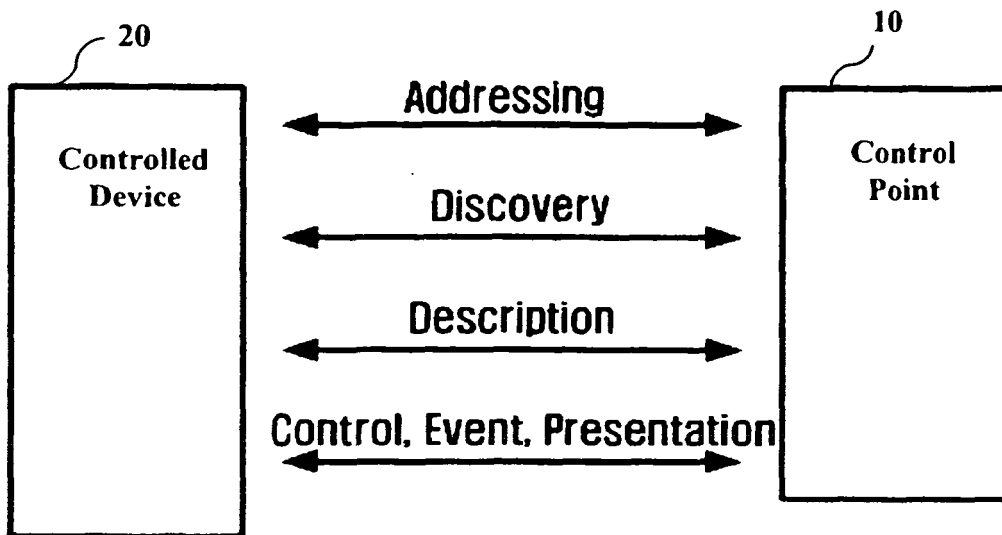 20
10
Addressing
Controlled
Device
Control
Point
Discovery
Description
Control, Event, Presentation